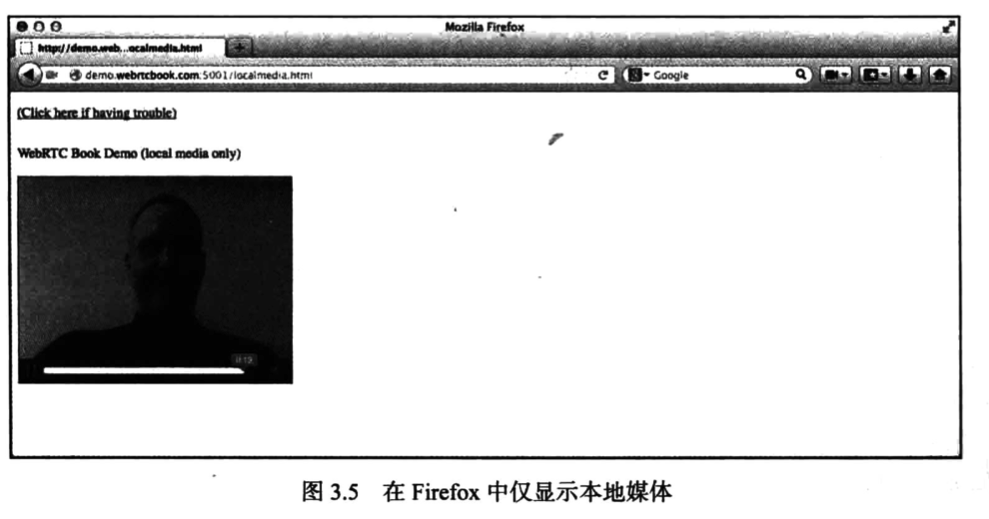 Mozilla Firefox
http://demo.web...ocalmedia.html
demo.webrtcbook.com:5001/localmedia.html
Google
(Click here if having trouble)
WebRTC Book Demo (local media only)
图 3.5 在 Firefox 中仅显示本地媒体